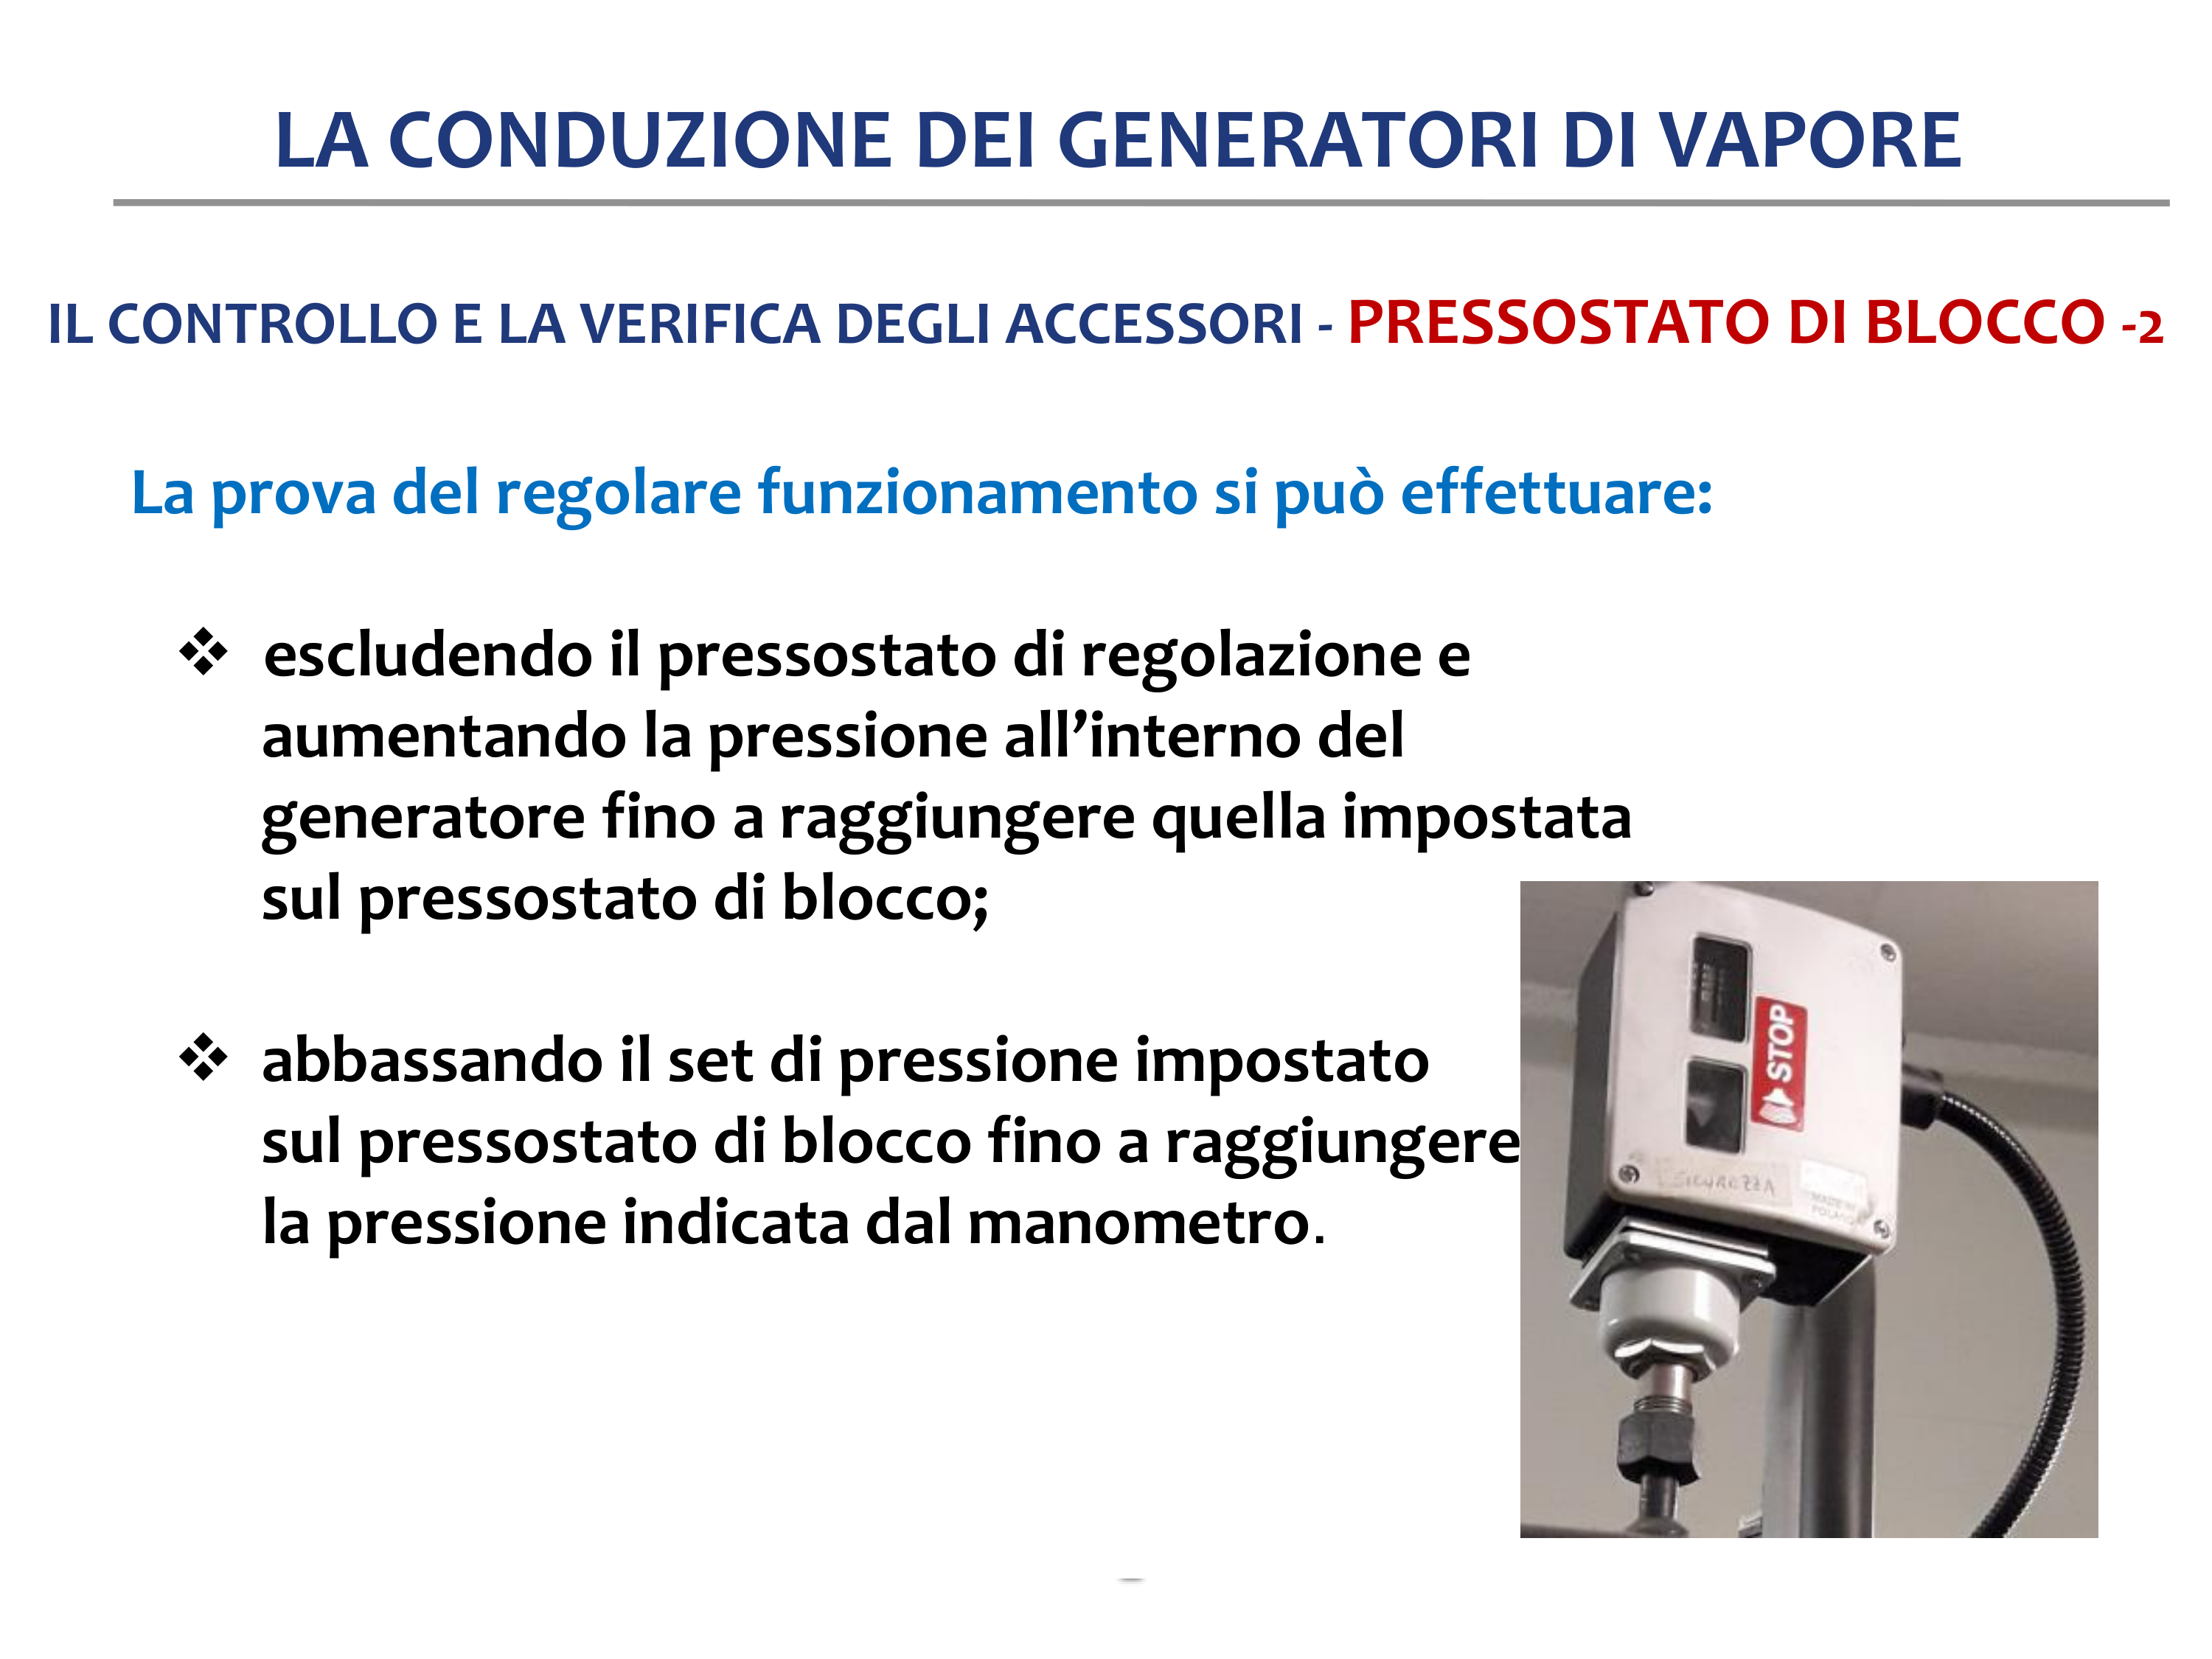 LA CONDUZIONE DEI GENERATORI DI VAPORE
IL CONTROLLO E LA VERIFICA DEGLI ACCESSORI - PRESSOSTATO DI BLOCCO -2
La prova del regolare funzionamento si può effettuare:
❖ escludendo il pressostato di regolazione e
aumentando la pressione all’interno del
generatore fino a raggiungere quella impostata
sul pressostato di blocco;
❖ abbassando il set di pressione impostato
sul pressostato di blocco fino a raggiungere
la pressione indicata dal manometro.
STOP
SICUREZZA
MADE IN
POLAND